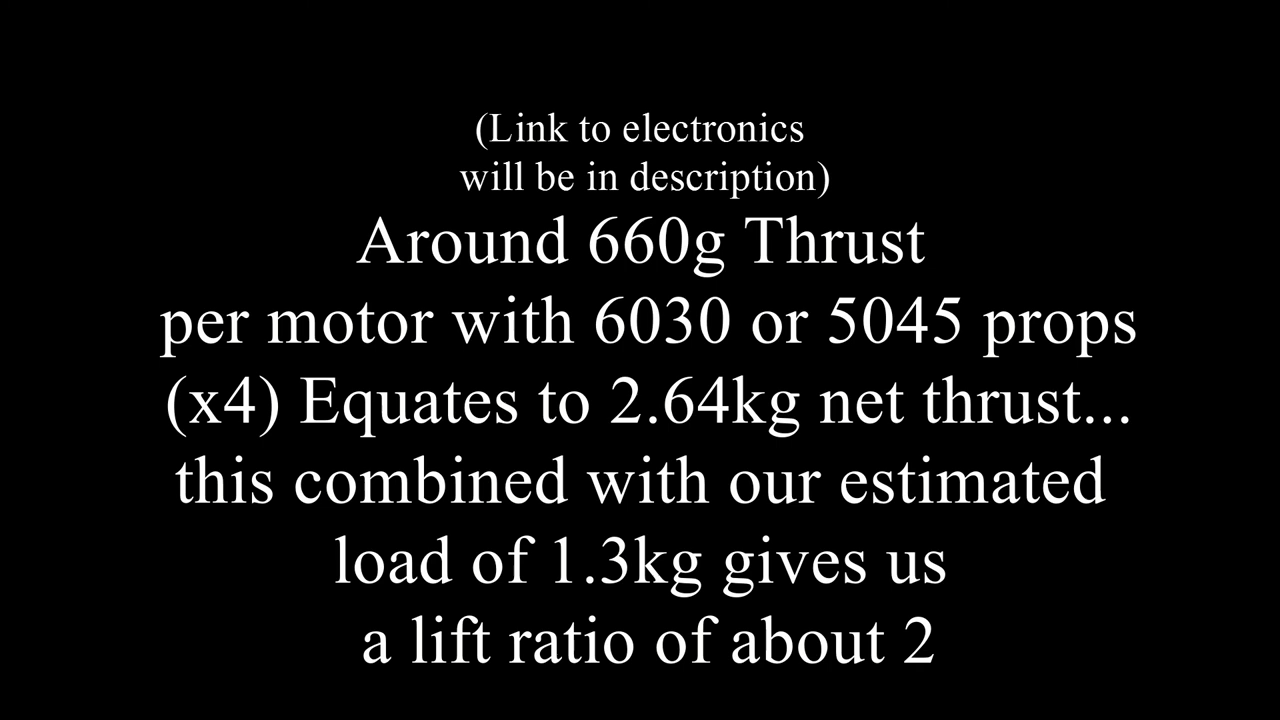 (Link to electronics
will be in description)
Around 660g Thrust
per motor with 6030 or 5045 props
(x4) Equates to 2.64kg net thrust...
this combined with our estimated
load of 1.3kg gives us
a lift ratio of about 2